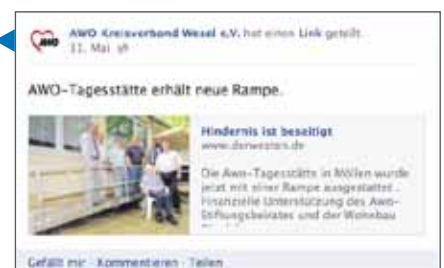 AWO Kreisverband Wesel e.V. hat einen Link geteilt.
11. Mai
AWO-Tagesstätte erhält neue Rampe.
Hindernis ist beseitigt
www.derwesten.de
Die Awo-Tagesstätte in Möllen wurde
jetzt mit einer Rampe ausgestattet.
Finanzielle Unterstützung des Awo-
Stiftungsbeirates und der Wohnbau
Gefällt mir · Kommentieren · Teilen